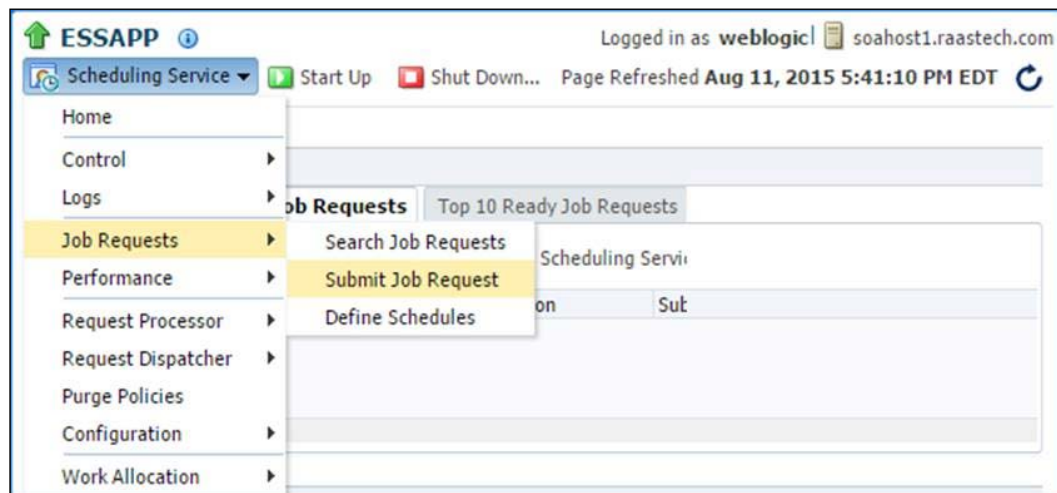 ESSAPP
Logged in as weblogic soahost1.raastech.com
Scheduling Service Start Up Shut Down... Page Refreshed Aug 11, 2015 5:41:10 PM EDT
Home
Control
Logs
Job Requests
Performance
Request Processor
Request Dispatcher
Purge Policies
Configuration
Work Allocation
Requests Top 10 Ready Job Requests
Search Job Requests
Submit Job Request
Define Schedules
Scheduling